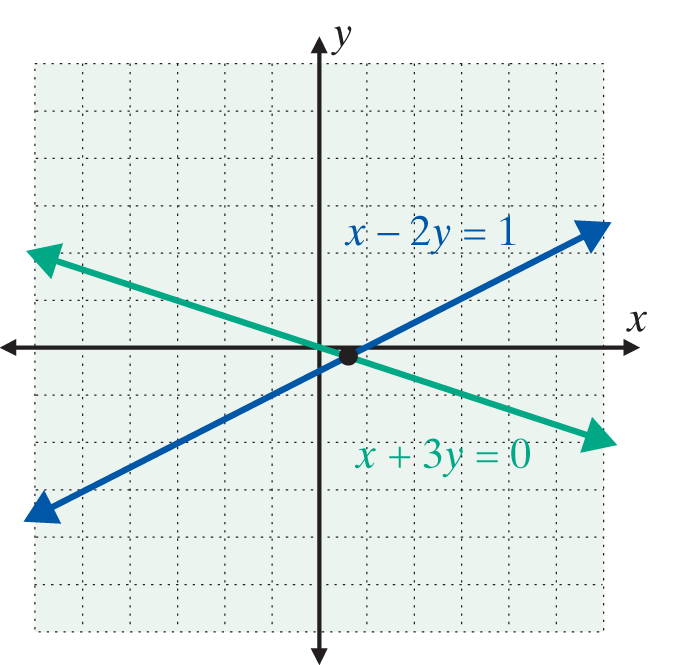 y
x − 2y = 1
x
x + 3y = 0